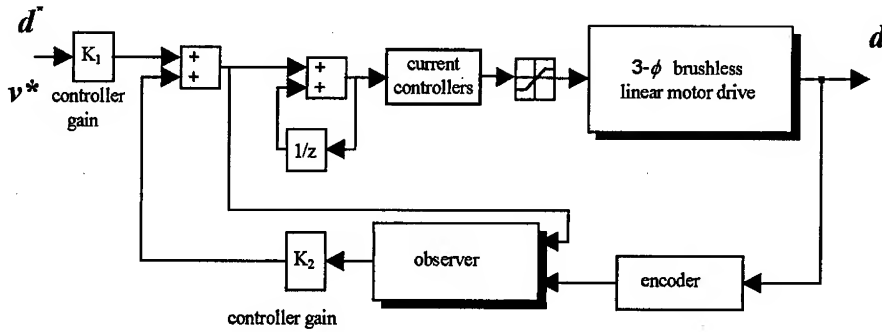 d*
d
K1
+
+
+
+
current
controllers
3-ϕ brushless
linear motor drive
v*
controller
gain
1/z
K2
observer
encoder
controller gain